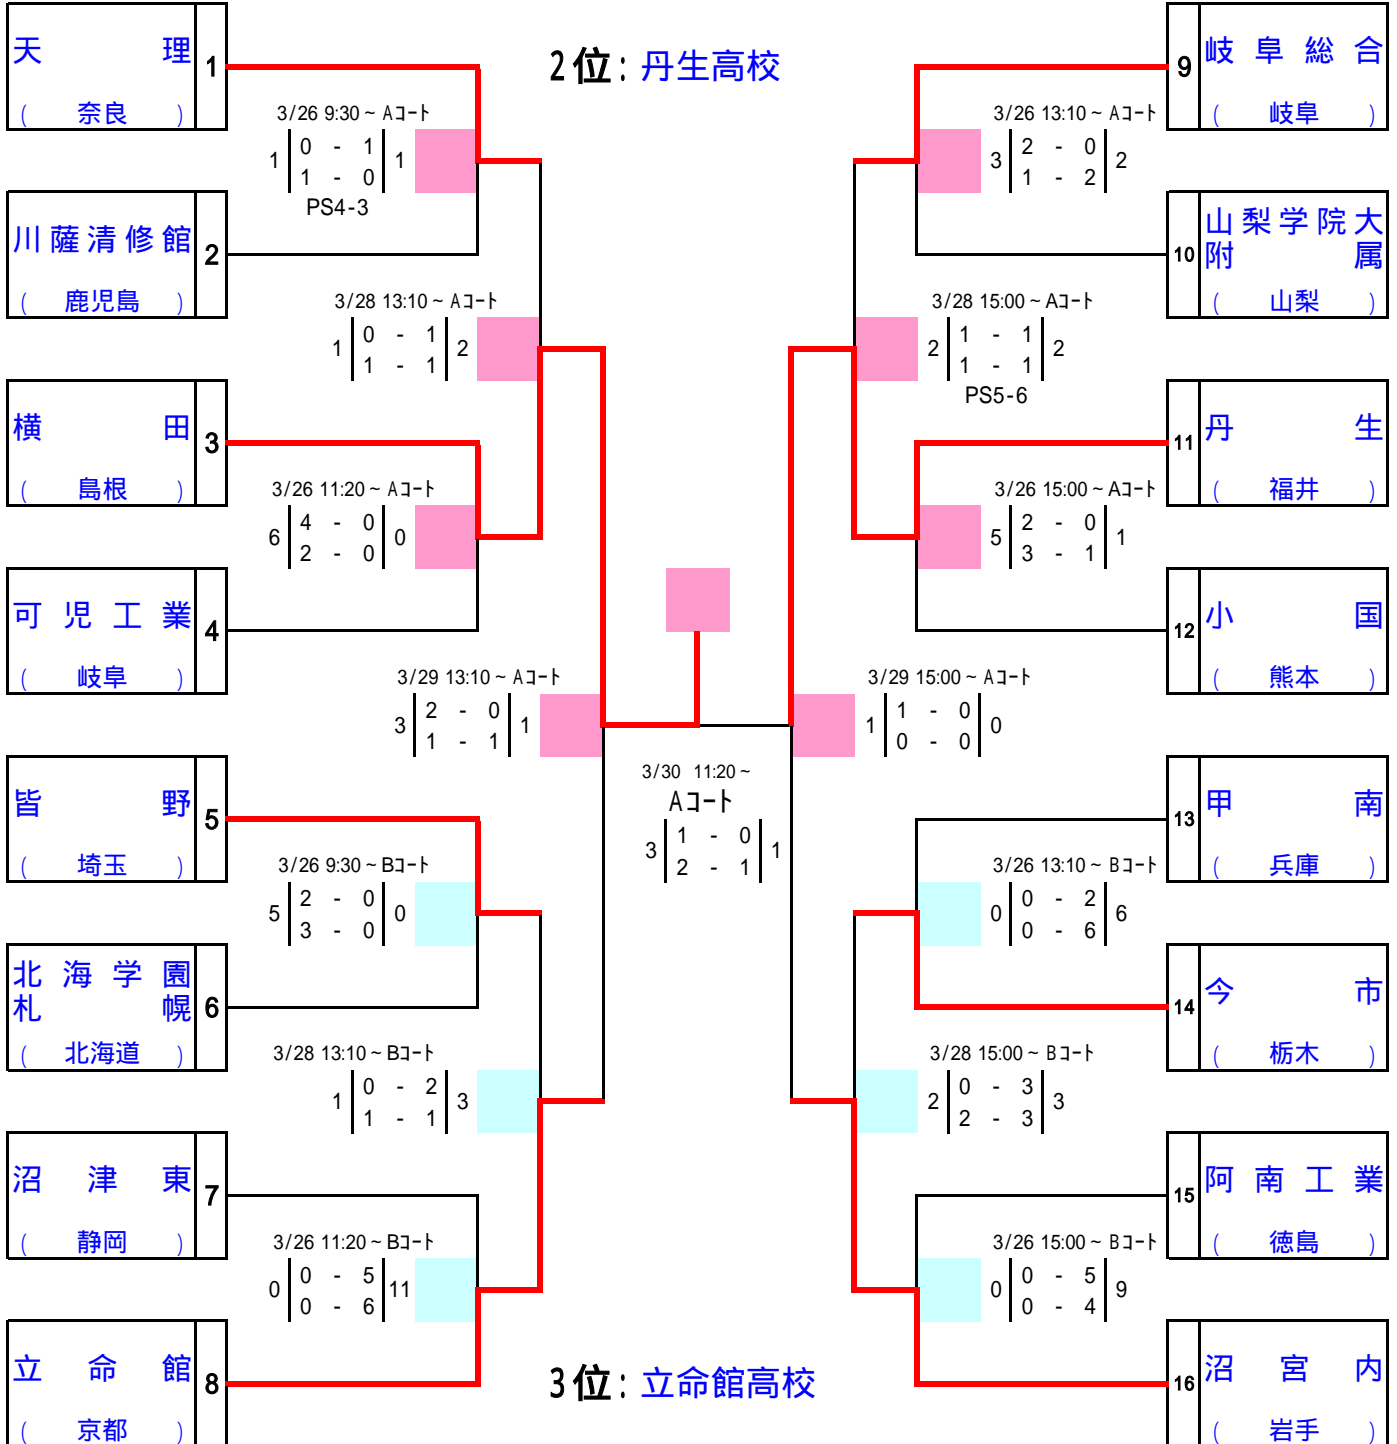 2位: 丹生高校
天理
1
( 奈良 )
3/26 9:30 ~ Aコート
1 0 - 1 1
1 - 0
PS4-3
川薩清修館
2
( 鹿児島 )
3/28 13:10 ~ Aコート
1 0 - 1 2
1 - 1
横田
3
( 島根 )
3/26 11:20 ~ Aコート
6 4 - 0 0
2 - 0
可児工業
4
( 岐阜 )
3/29 13:10 ~ Aコート
3 2 - 0 1
1 - 1
皆野
5
( 埼玉 )
3/26 9:30 ~ Bコート
5 2 - 0 0
3 - 0
北海学園
札幌
6
( 北海道 )
3/28 13:10 ~ Bコート
1 0 - 2 3
1 - 1
沼津東
7
( 静岡 )
3/26 11:20 ~ Bコート
0 0 - 5 11
0 - 6
立命館
8
( 京都 )
3/30 11:20 ~
Aコート
3 1 - 0 1
2 - 1
3位: 立命館高校
9
岐阜総合
( 岐阜 )
3/26 13:10 ~ Aコート
3 2 - 0 2
1 - 2
10
山梨学院大
附属
( 山梨 )
3/28 15:00 ~ Aコート
2 1 - 1 2
1 - 1
PS5-6
11
丹生
( 福井 )
3/26 15:00 ~ Aコート
5 2 - 0 1
3 - 1
12
小国
( 熊本 )
3/29 15:00 ~ Aコート
1 1 - 0 0
0 - 0
13
甲南
( 兵庫 )
3/26 13:10 ~ Bコート
0 0 - 2 6
0 - 6
14
今市
( 栃木 )
3/28 15:00 ~ Bコート
2 0 - 3 3
2 - 3
15
阿南工業
( 徳島 )
3/26 15:00 ~ Bコート
0 0 - 5 9
0 - 4
16
沼宮内
( 岩手 )